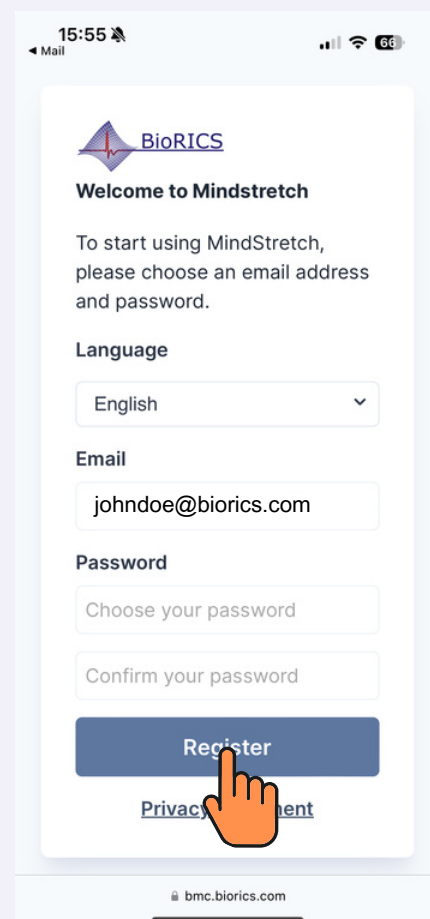 15:55
◄ Mail
66
BioRICS
Welcome to Mindstretch
To start using MindStretch,
please choose an email address
and password.
Language
English
Email
johndoe@biorics.com
Password
Choose your password
Confirm your password
Register
bmc.biorics.com